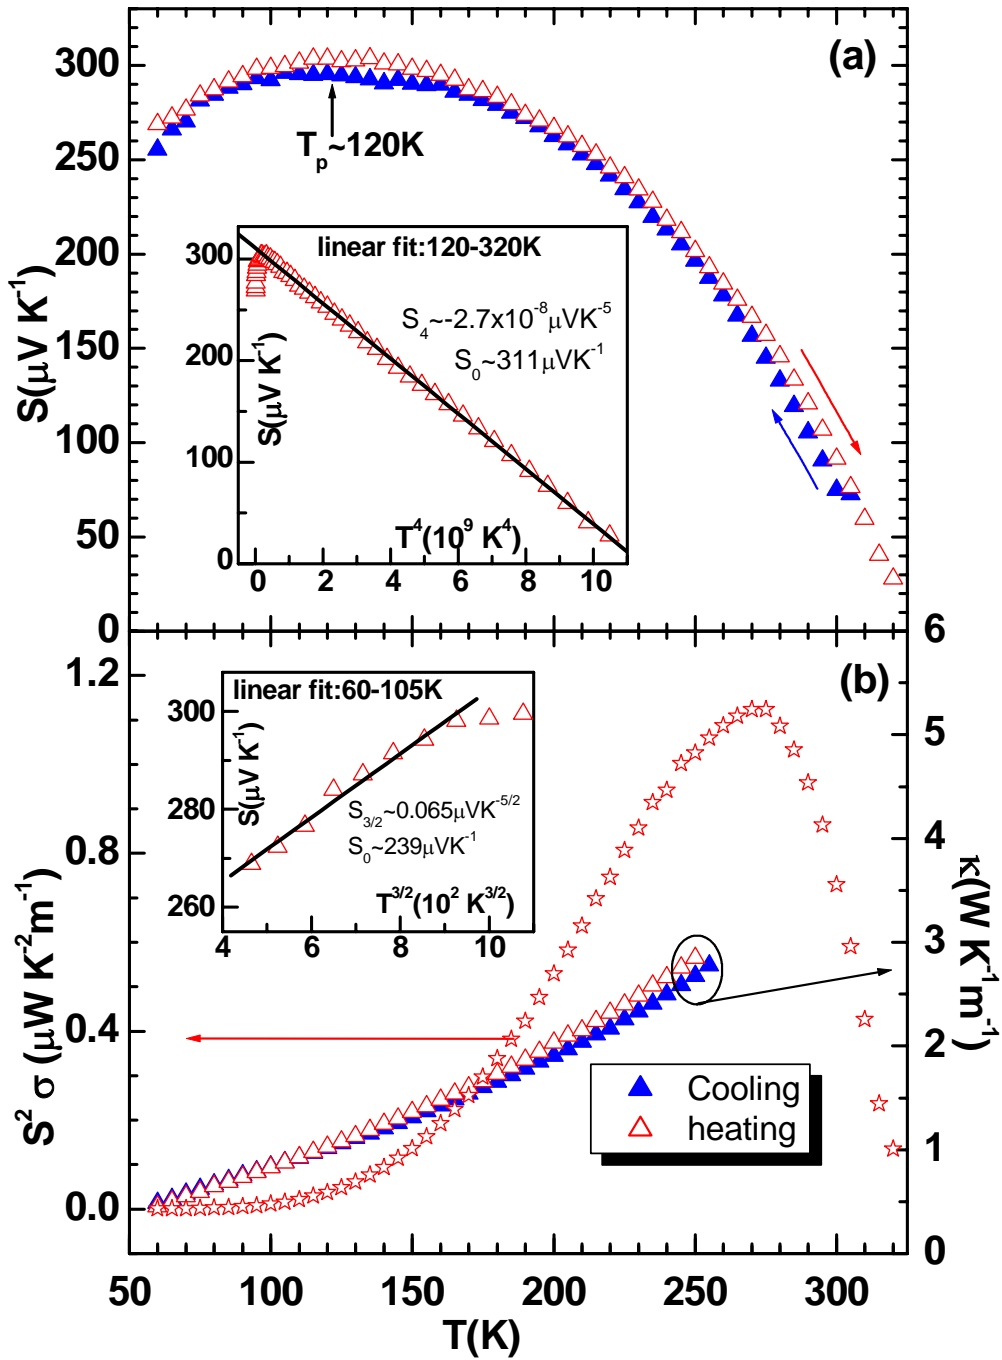 (a)
300
250
200
150
100
50
0
S(μV K⁻¹)
Tₚ~120K
linear fit:120-320K
S₄~-2.7x10⁻⁸μVK⁻⁵
S₀~311μVK⁻¹
300
200
100
0
S(μV K⁻¹)
T⁴(10⁹ K⁴)
0 2 4 6 8 10
(b)
1.2
0.8
0.4
0.0
S² σ (μW K⁻²m⁻¹)
linear fit:60-105K
300
280
260
S(μV K⁻¹)
S₃/₂~0.065μVK⁻⁵/²
S₀~239μVK⁻¹
T³/²(10² K³/²)
4 6 8 10
6
5
4
3
2
1
0
κ(W K⁻¹m⁻¹)
Cooling
heating
50 100 150 200 250 300
T(K)